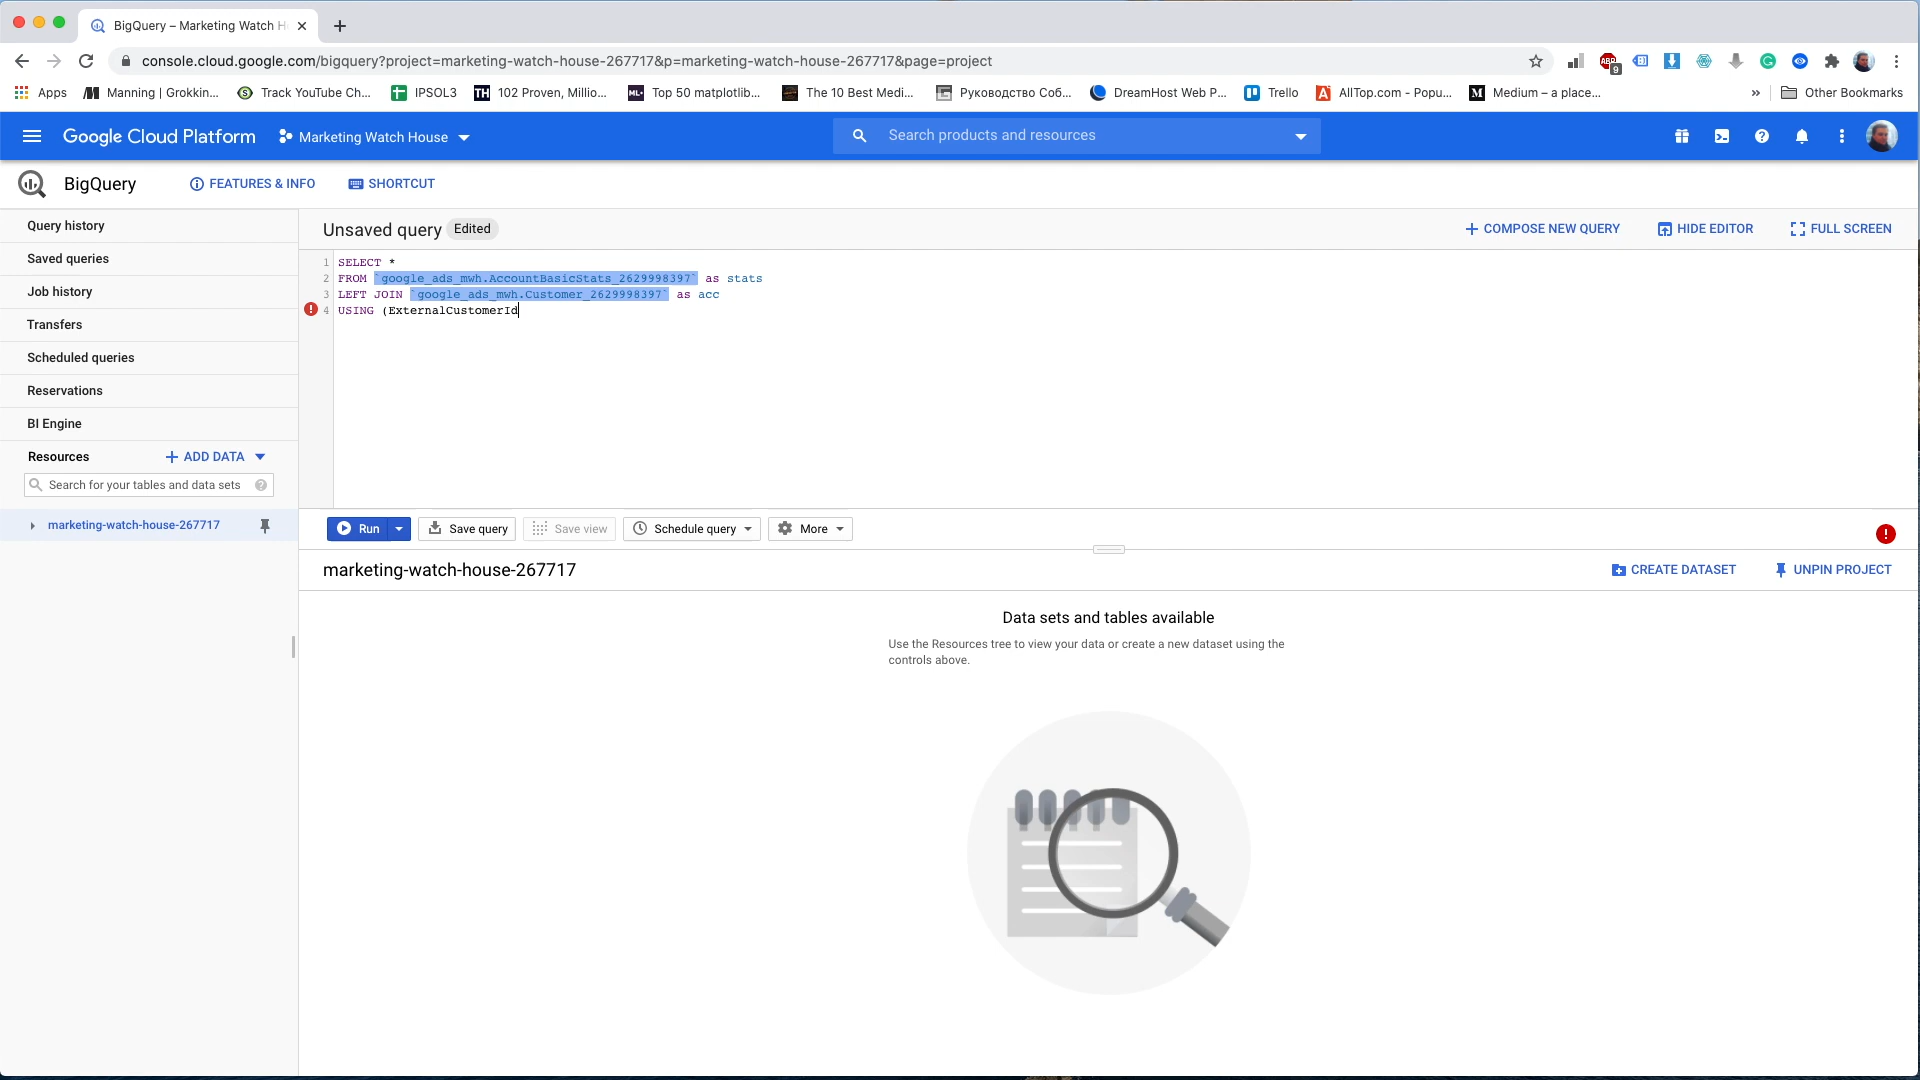 BigQuery – Marketing Watch H
console.cloud.google.com/bigquery?project=marketing-watch-house-267717&p=marketing-watch-house-267717&page=project
ABP
9
Apps
Manning | Grokkin...
Track YouTube Ch...
IPSOL3
TH
102 Proven, Millio...
ML+
Top 50 matplotlib...
The 10 Best Medi...
Руководство Соб...
DreamHost Web P...
Trello
AllTop.com - Popu...
Medium – a place...
»
Other Bookmarks
Google Cloud Platform
Marketing Watch House
Search products and resources
BigQuery
FEATURES & INFO
SHORTCUT
Query history
Saved queries
Job history
Transfers
Scheduled queries
Reservations
BI Engine
Resources
+ ADD DATA
Search for your tables and data sets
marketing-watch-house-267717
Unsaved query
Edited
+ COMPOSE NEW QUERY
HIDE EDITOR
FULL SCREEN
1 SELECT *
2 FROM `google_ads_mwh.AccountBasicStats_2629998397` as stats
3 LEFT JOIN `google_ads_mwh.Customer_2629998397` as acc
4 USING (ExternalCustomerId
Run
Save query
Save view
Schedule query
More
marketing-watch-house-267717
CREATE DATASET
UNPIN PROJECT
Data sets and tables available
Use the Resources tree to view your data or create a new dataset using the
controls above.